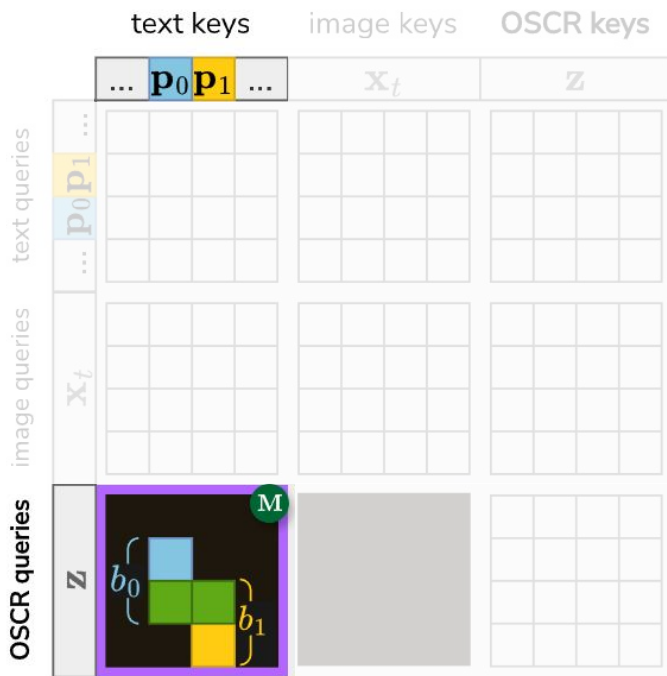 text keys image keys OSCR keys
... p₀ p₁ ... xₜ z
text queries
... p₀ p₁ ...
image queries
xₜ
OSCR queries
z
M
b₀
b₁